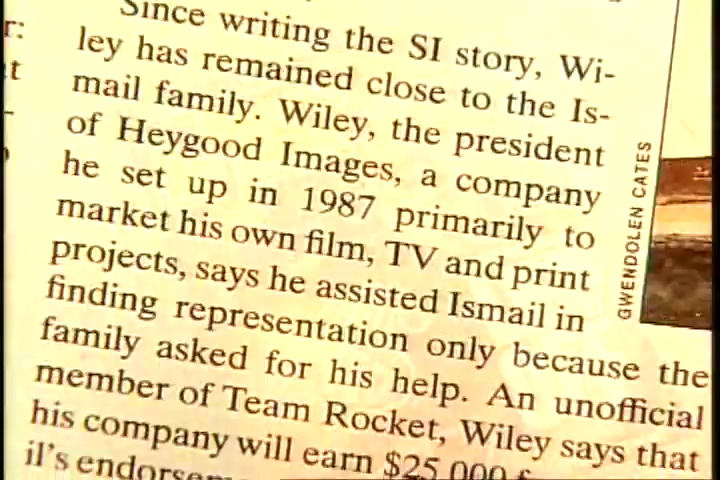 Since writing the SI story, Wi-
ley has remained close to the Is-
mail family. Wiley, the president
of Heygood Images, a company
he set up in 1987 primarily to
market his own film, TV and print
projects, says he assisted Ismail in
finding representation only because the
family asked for his help. An unofficial
member of Team Rocket, Wiley says that
his company will earn $25,000
il's
GWENDOLEN CATES